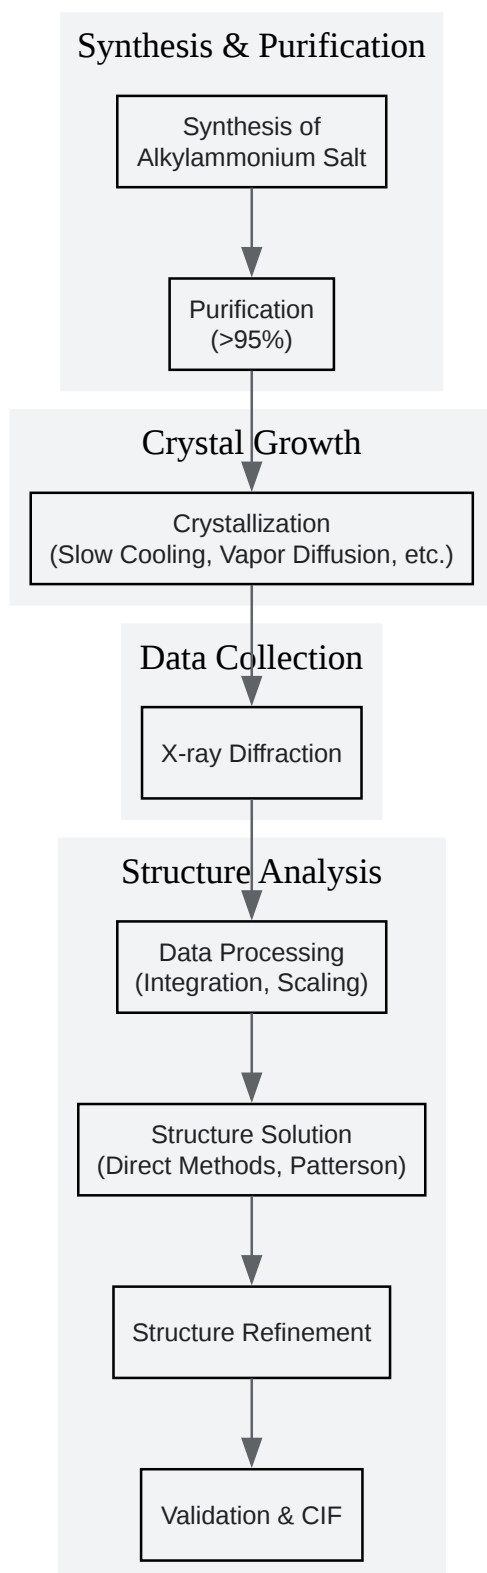 Synthesis & Purification
Synthesis of
Alkylammonium Salt
Purification
(>95%)
Crystal Growth
Crystallization
(Slow Cooling, Vapor Diffusion, etc.)
Data Collection
X-ray Diffraction
Structure Analysis
Data Processing
(Integration, Scaling)
Structure Solution
(Direct Methods, Patterson)
Structure Refinement
Validation & CIF